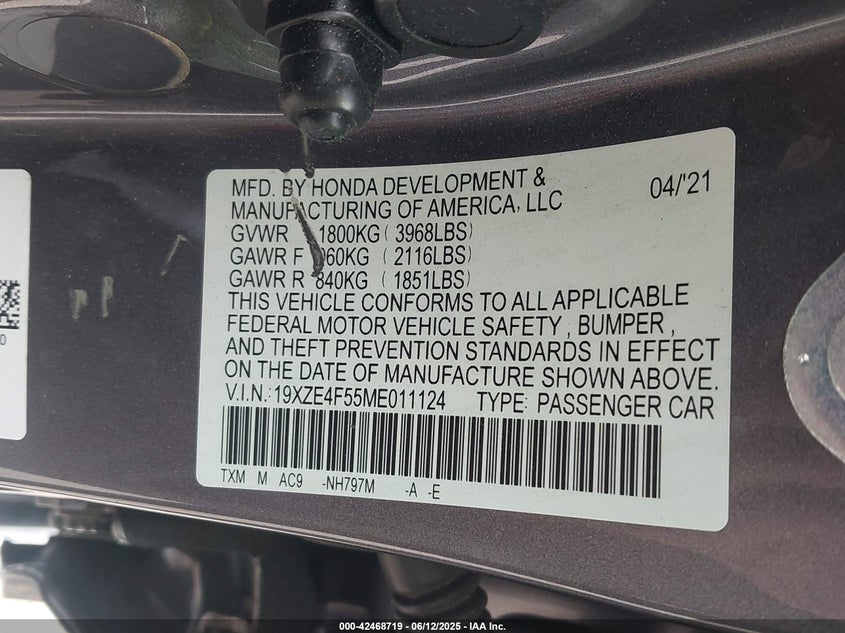 MFD. BY HONDA DEVELOPMENT & 04/'21
MANUFACTURING OF AMERICA, LLC
GVWR 1800KG ( 3968LBS)
GAWR F 960KG ( 2116LBS)
GAWR R 840KG ( 1851LBS)
THIS VEHICLE CONFORMS TO ALL APPLICABLE
FEDERAL MOTOR VEHICLE SAFETY , BUMPER ,
AND THEFT PREVENTION STANDARDS IN EFFECT
ON THE DATE OF MANUFACTURE SHOWN ABOVE.
V.I.N.: 19XZE4F55ME011124 TYPE: PASSENGER CAR
TXM M AC9 -NH797M -A -E
0
000-42468719 - 06/12/2025 - IAA Inc.